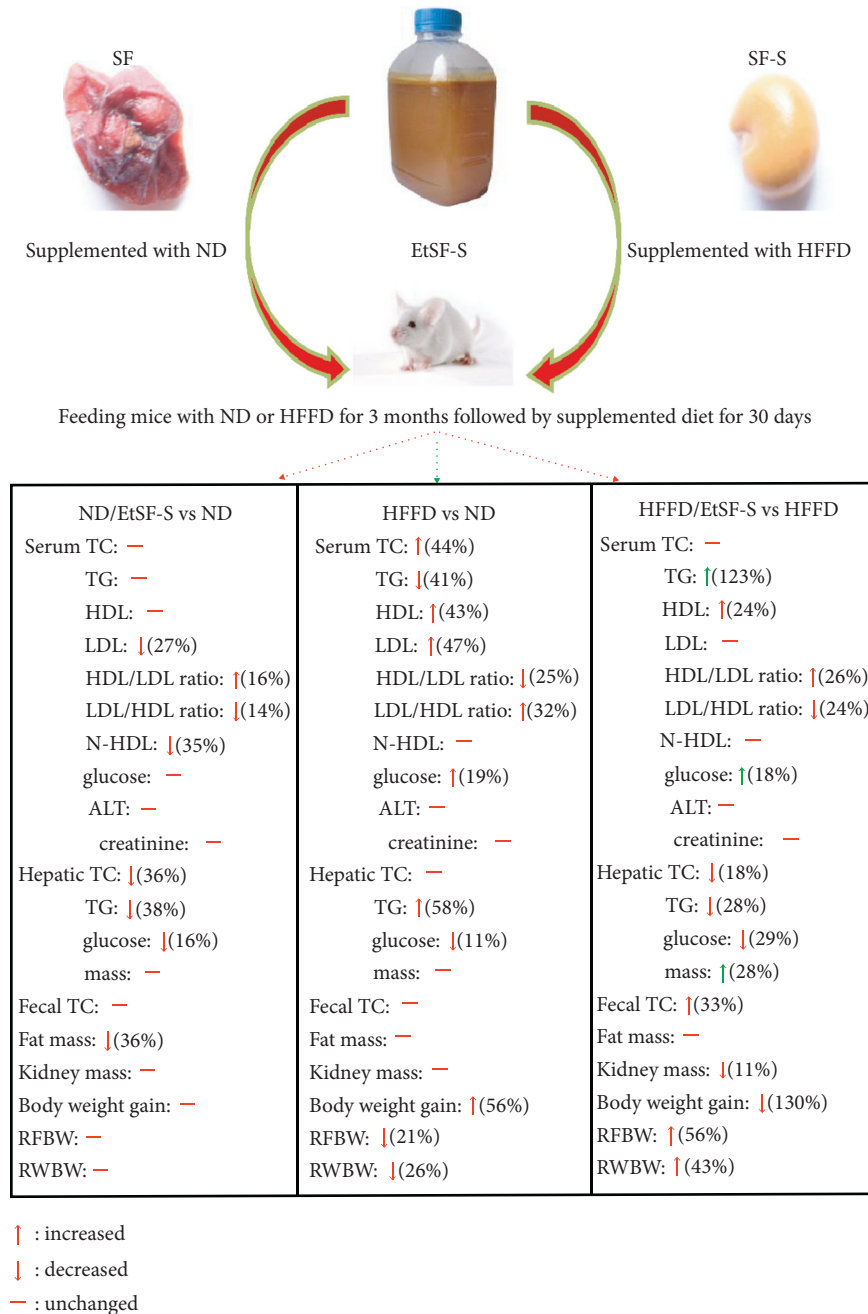 SF
SF-S
Supplemented with ND
EtSF-S
Supplemented with HFFD
Feeding mice with ND or HFFD for 3 months followed by supplemented diet for 30 days
ND/EtSF-S vs ND
Serum TC: —
TG: —
HDL: —
LDL: ↓(27%)
HDL/LDL ratio: ↑(16%)
LDL/HDL ratio: ↓(14%)
N-HDL: ↓(35%)
glucose: —
ALT: —
creatinine: —
Hepatic TC: ↓(36%)
TG: ↓(38%)
glucose: ↓(16%)
mass: —
Fecal TC: —
Fat mass: ↓(36%)
Kidney mass: —
Body weight gain: —
RFBW: —
RWBW: —
HFFD vs ND
Serum TC: ↑(44%)
TG: ↓(41%)
HDL: ↑(43%)
LDL: ↑(47%)
HDL/LDL ratio: ↓(25%)
LDL/HDL ratio: ↑(32%)
N-HDL: —
glucose: ↑(19%)
ALT: —
creatinine: —
Hepatic TC: —
TG: ↑(58%)
glucose: ↓(11%)
mass: —
Fecal TC: —
Fat mass: —
Kidney mass: —
Body weight gain: ↑(56%)
RFBW: ↓(21%)
RWBW: ↓(26%)
HFFD/EtSF-S vs HFFD
Serum TC: —
TG: ↑(123%)
HDL: ↑(24%)
LDL: —
HDL/LDL ratio: ↑(26%)
LDL/HDL ratio: ↓(24%)
N-HDL: —
glucose: ↑(18%)
ALT: —
creatinine: —
Hepatic TC: ↓(18%)
TG: ↓(28%)
glucose: ↓(29%)
mass: ↑(28%)
Fecal TC: ↑(33%)
Fat mass: —
Kidney mass: ↓(11%)
Body weight gain: ↓(130%)
RFBW: ↑(56%)
RWBW: ↑(43%)
↑ : increased
↓ : decreased
— : unchanged